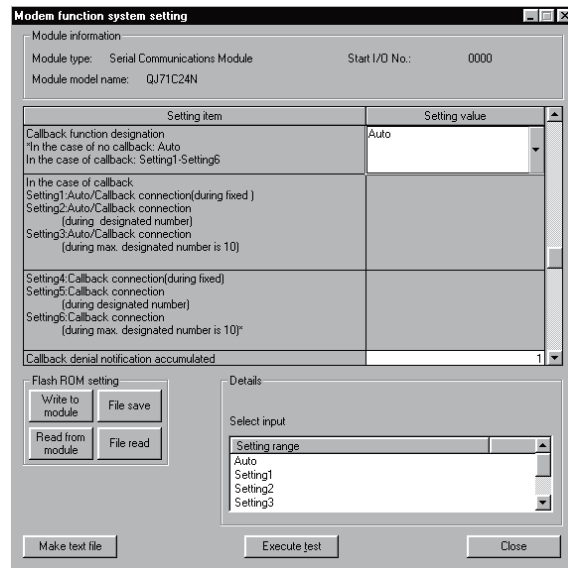 Modem function system setting
Module information
Module type: Serial Communications Module Start I/O No.: 0000
Module model name: QJ71C24N
Setting item Setting value
Callback function designation Auto
*In the case of no callback: Auto
In the case of callback: Setting1-Setting6
In the case of callback
Setting1:Auto/Callback connection(during fixed )
Setting2:Auto/Callback connection
(during designated number)
Setting3:Auto/Callback connection
(during max. designated number is 10)
Setting4:Callback connection(during fixed)
Setting5:Callback connection
(during designated number)
Setting6:Callback connection
(during max. designated number is 10)*
Callback denial notification accumulated 1
Flash ROM setting
Write to
module
File save
Read from
module
File read
Details
Select input
Setting range
Auto
Setting1
Setting2
Setting3
Make text file
Execute test
Close